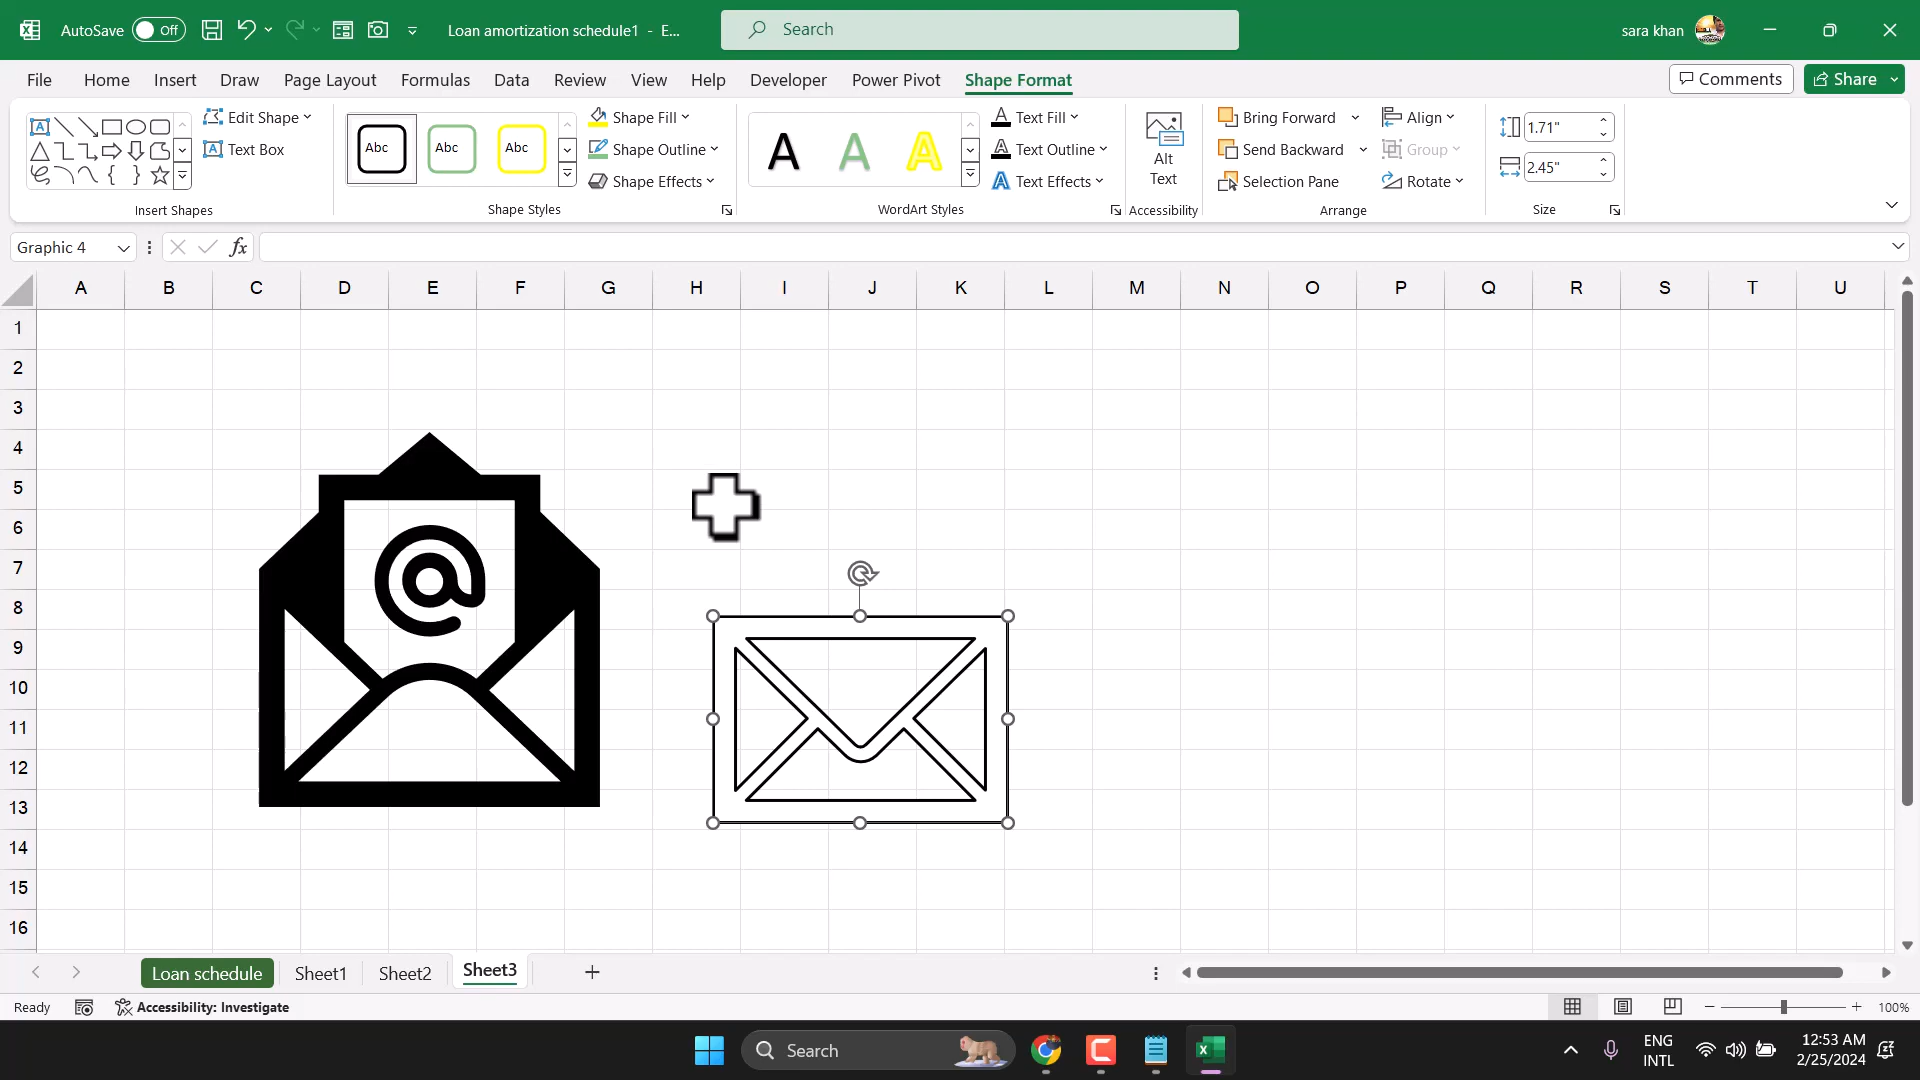 AutoSave Off Loan amortization schedule1 - E... Search sara khan
File Home Insert Draw Page Layout Formulas Data Review View Help Developer Power Pivot Shape Format Comments Share
A Edit Shape Abc Abc Abc Shape Fill A A A Text Fill Bring Forward Align 1.71"
Text Box Shape Outline Text Outline Alt Text Send Backward Group
Shape Effects Text Effects Selection Pane Rotate 2.45"
Insert Shapes Shape Styles WordArt Styles Accessibility Arrange Size
Graphic 4 fx
A B C D E F G H I J K L M N O P Q R S T U
1
2
3
4
5
6
7
8
9
10
11
12
13
14
15
16
@
Loan schedule Sheet1 Sheet2 Sheet3
Ready Accessibility: Investigate 100%
Search ENG 12:53 AM
INTL 2/25/2024